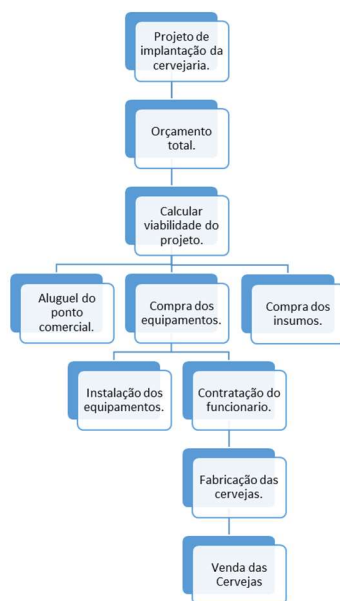 Projeto de
implantação da
cervejaria.
Orçamento
total.
Calcular
viabilidade do
projeto.
Aluguel do
ponto
comercial.
Compra dos
equipamentos.
Compra dos
insumos.
Instalação dos
equipamentos.
Contratação do
funcionario.
Fabricação das
cervejas.
Venda das
Cervejas